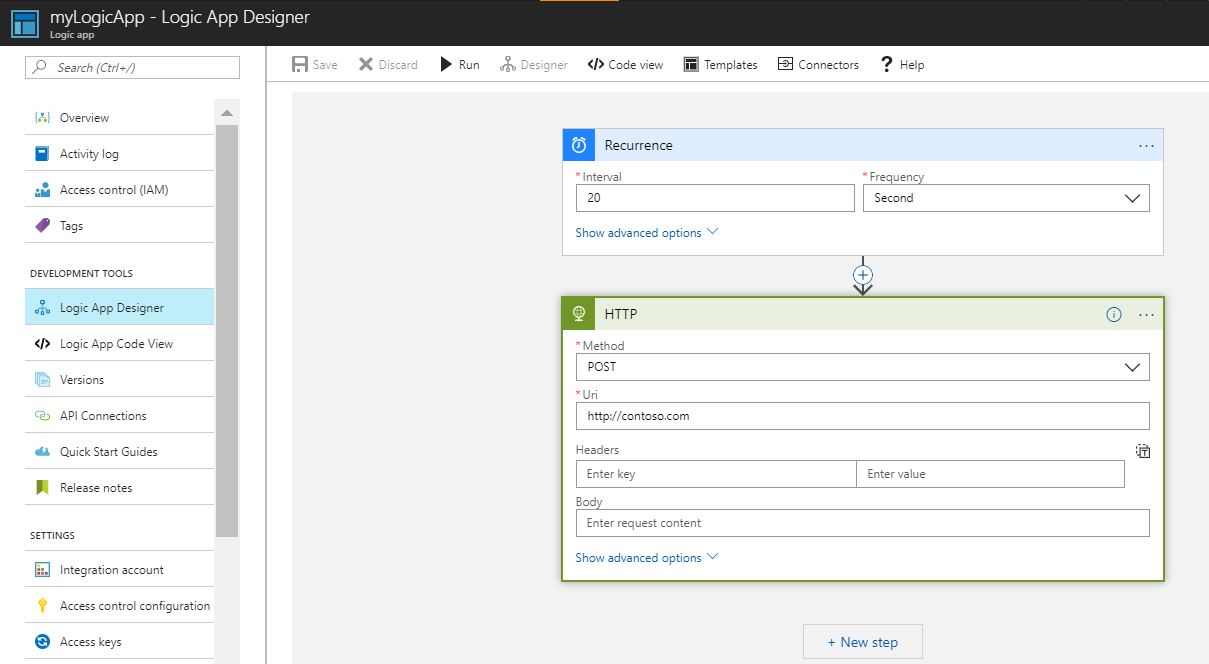 myLogicApp - Logic App Designer
Logic app
Search (Ctrl+/)
Save Discard Run Designer Code view Templates Connectors ? Help
Overview
Activity log
Access control (IAM)
Tags
DEVELOPMENT TOOLS
Logic App Designer
Logic App Code View
Versions
API Connections
Quick Start Guides
Release notes
SETTINGS
Integration account
Access control configuration
Access keys
Recurrence
* Interval * Frequency
20 Second
Show advanced options
HTTP
* Method
POST
* Uri
http://contoso.com
Headers
Enter key Enter value
Body
Enter request content
Show advanced options
+ New step